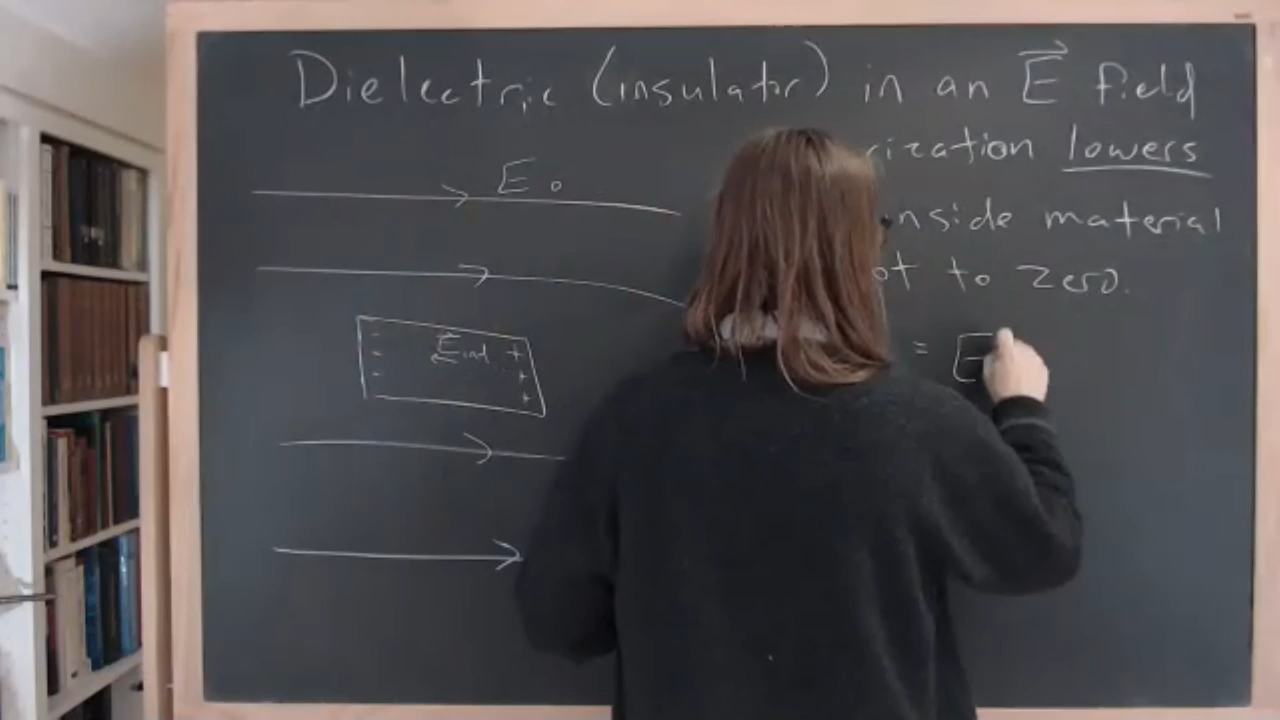 Dielectric (insulator) in an E⃗ field
rization lowers
E₀
nside material
ot to zero.
- E⃗ind +
- +
- +
= E